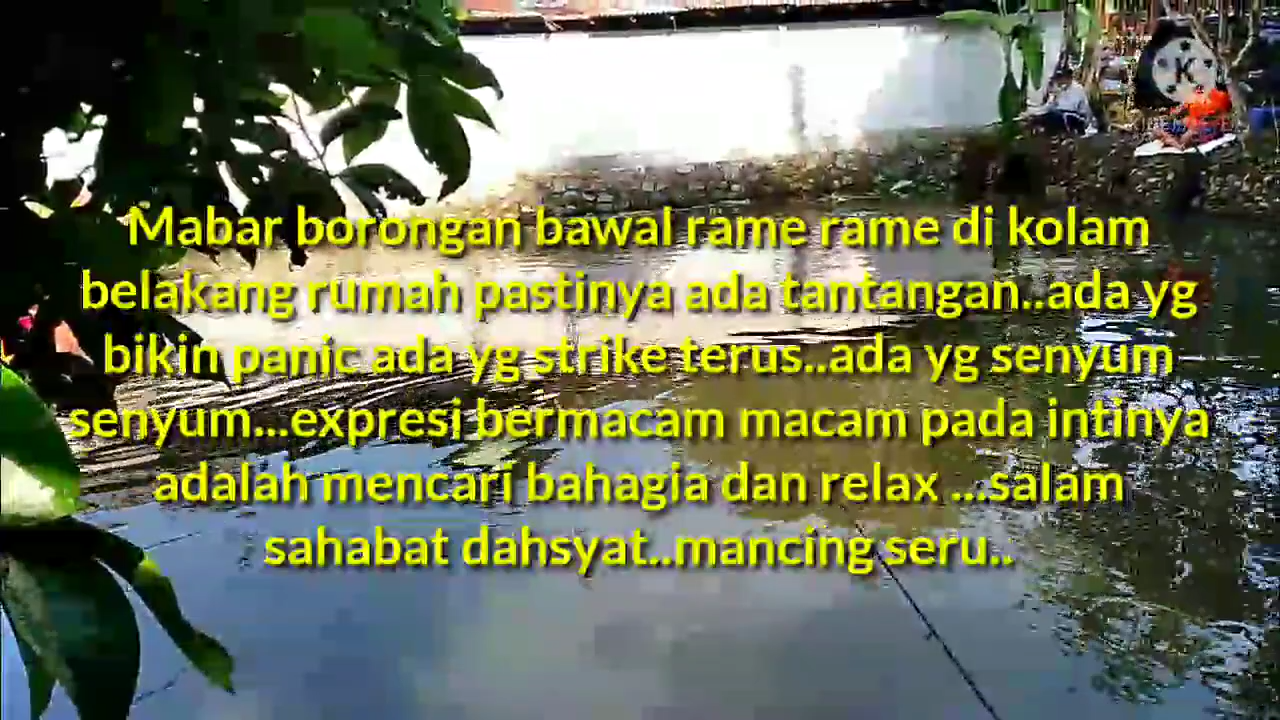 K
Mabar borongan bawal rame rame di kolam
belakang rumah pastinya ada tantangan..ada yg
bikin panic ada yg strike terus..ada yg senyum
senyum...expresi bermacam macam pada intinya
adalah mencari bahagia dan relax ...salam
sahabat dahsyat..mancing seru..